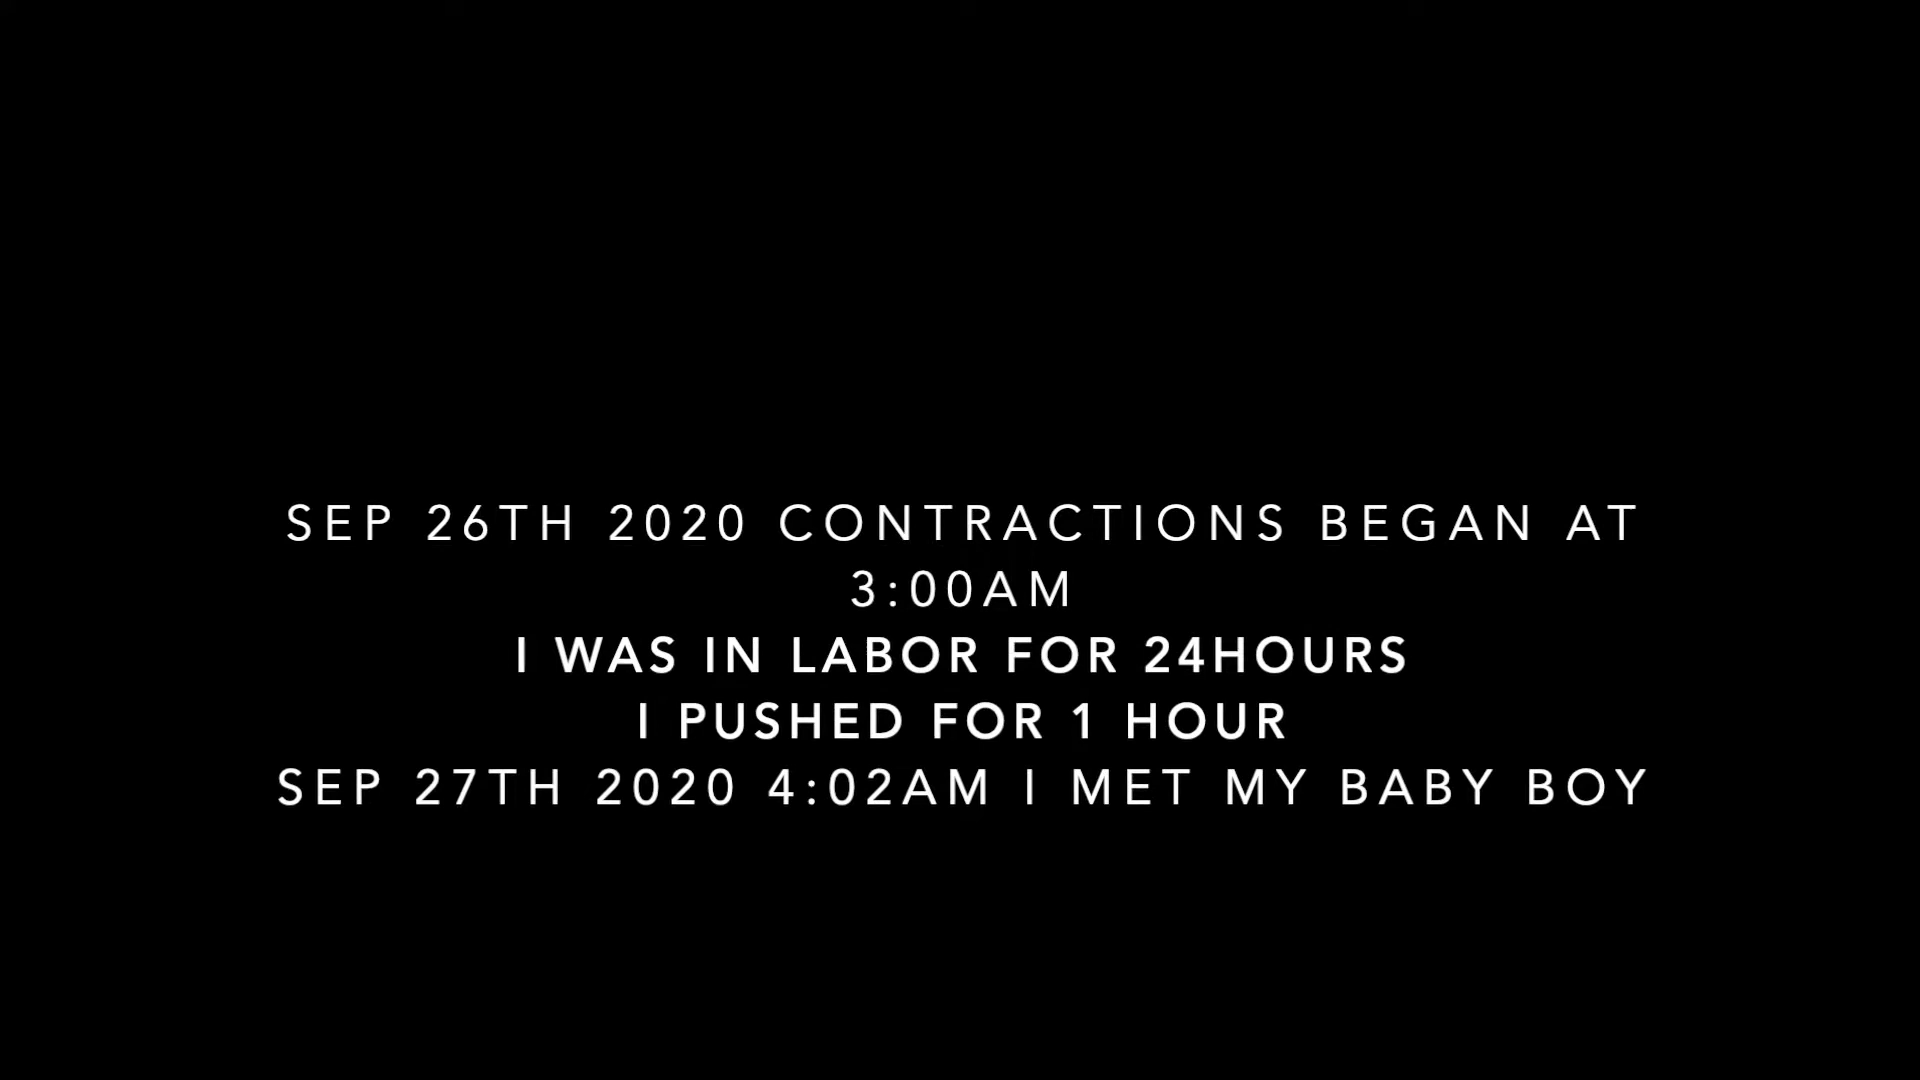 SEP 26TH 2020 CONTRACTIONS BEGAN AT
3:00AM
I WAS IN LABOR FOR 24HOURS
I PUSHED FOR 1 HOUR
SEP 27TH 2020 4:02AM I MET MY BABY BOY